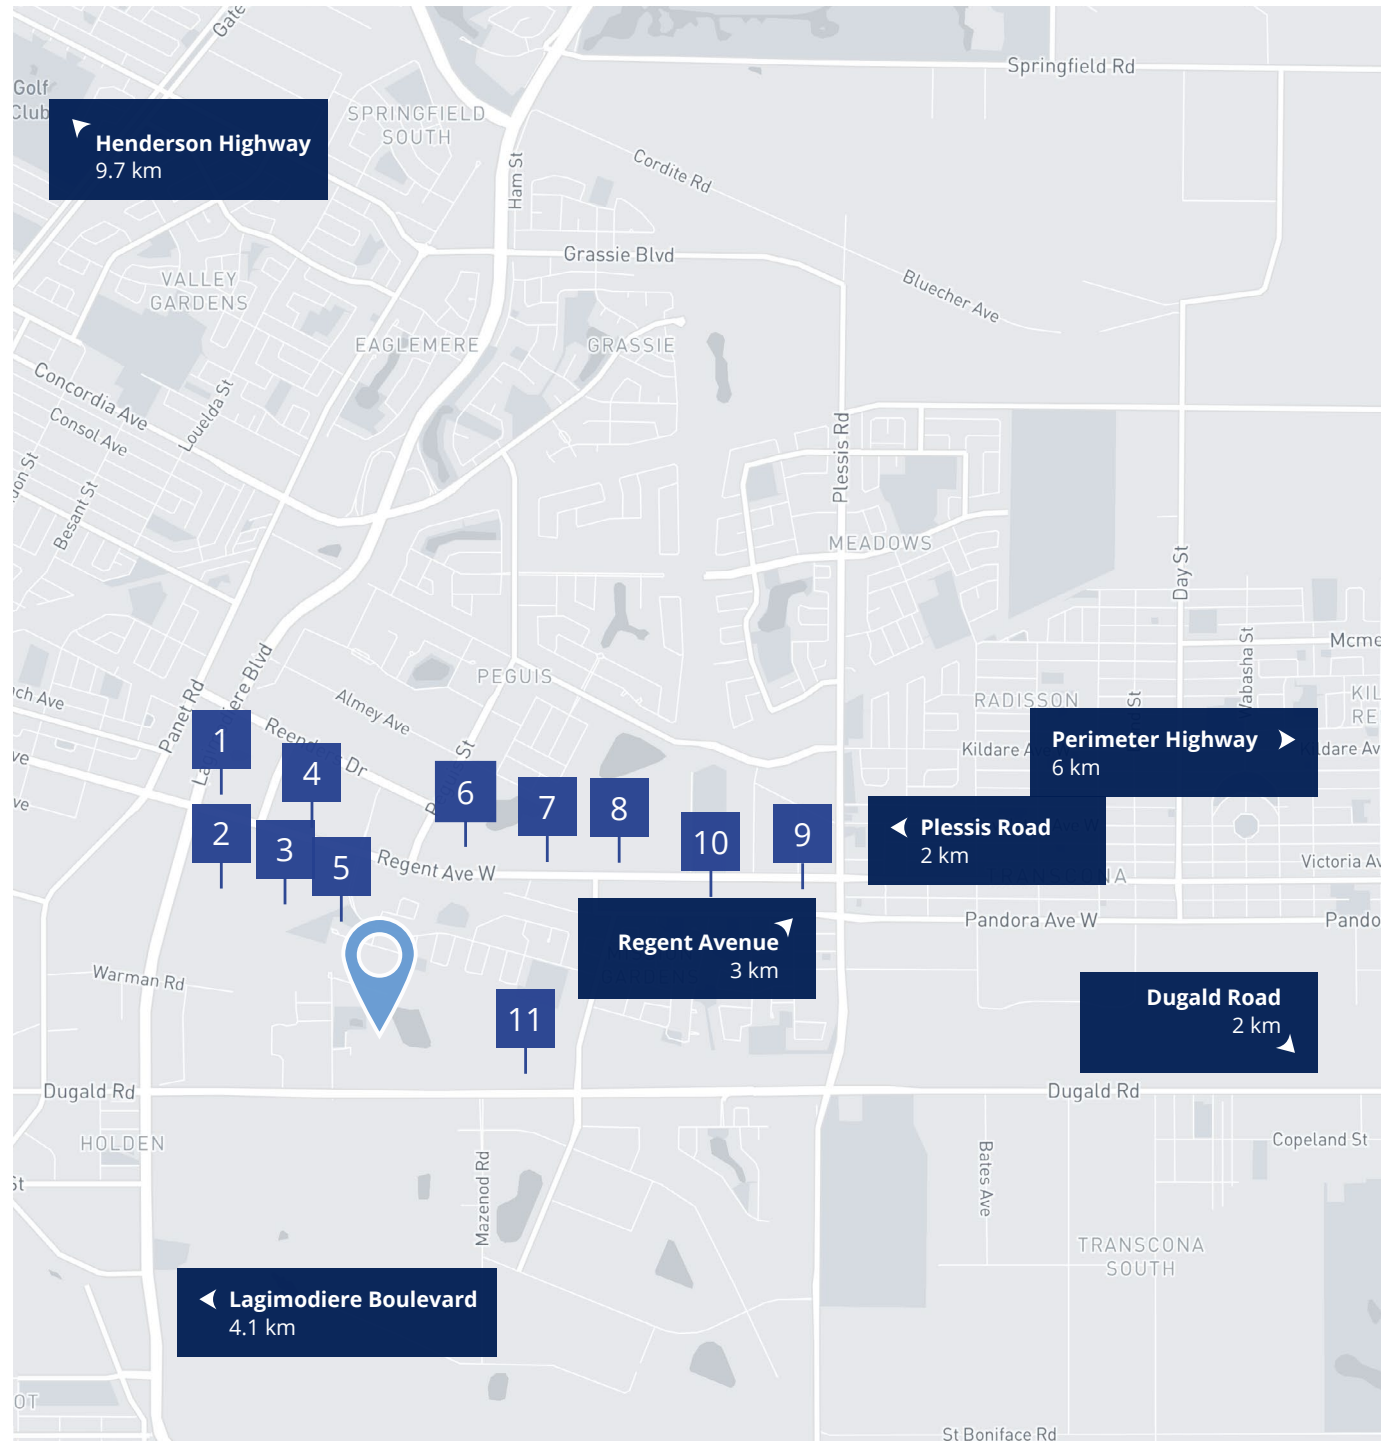 Gate
Springfield Rd
Golf
Club
SPRINGFIELD
SOUTH
Henderson Highway
9.7 km
Ham St
Cordite Rd
Grassie Blvd
VALLEY
GARDENS
Bluecher Ave
EAGLEMERE
GRASSIE
Concordia Ave
Consol Ave
Louelda St
Plessis Rd
Besant St
MEADOWS
Day St
Wabasha St
Mcme
PEGUIS
RADISSON
KIL
RE
Almey Ave
Panet Rd
Reenders Dr
Kildare Av
Perimeter Highway
6 km
1
4
6
7
8
10
9
2
3
5
Plessis Road
2 km
Regent Ave W
Victoria Av
TRANSCONA
Pandora Ave W
Pando
Regent Avenue
3 km
Warman Rd
11
Dugald Road
2 km
Dugald Rd
Dugald Rd
HOLDEN
Copeland St
Bates Ave
Mazenod Rd
TRANSCONA
SOUTH
Lagimodiere Boulevard
4.1 km
OT
St Boniface Rd